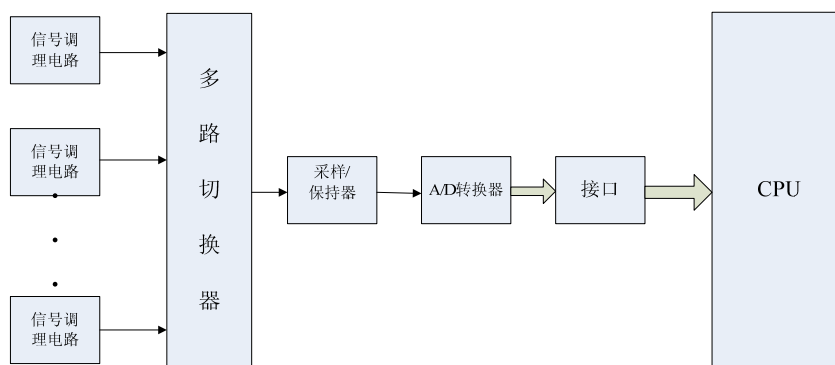 信号调
理电路
信号调
理电路
信号调
理电路
多
路
切
换
器
采样/
保持器
A/D转换器
接口
CPU